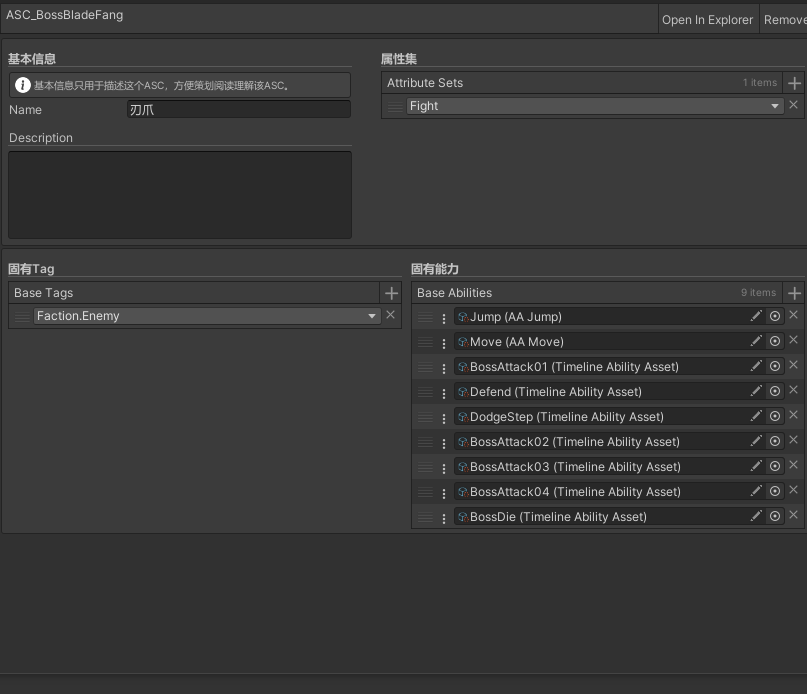 ASC_BossBladeFang
Open In Explorer
Remove
基本信息
基本信息只用于描述这个ASC，方便策划阅读理解该ASC。
Name
刃爪
Description
属性集
Attribute Sets
1 items
Fight
固有Tag
Base Tags
Faction.Enemy
固有能力
Base Abilities
9 items
Jump (AA Jump)
Move (AA Move)
BossAttack01 (Timeline Ability Asset)
Defend (Timeline Ability Asset)
DodgeStep (Timeline Ability Asset)
BossAttack02 (Timeline Ability Asset)
BossAttack03 (Timeline Ability Asset)
BossAttack04 (Timeline Ability Asset)
BossDie (Timeline Ability Asset)